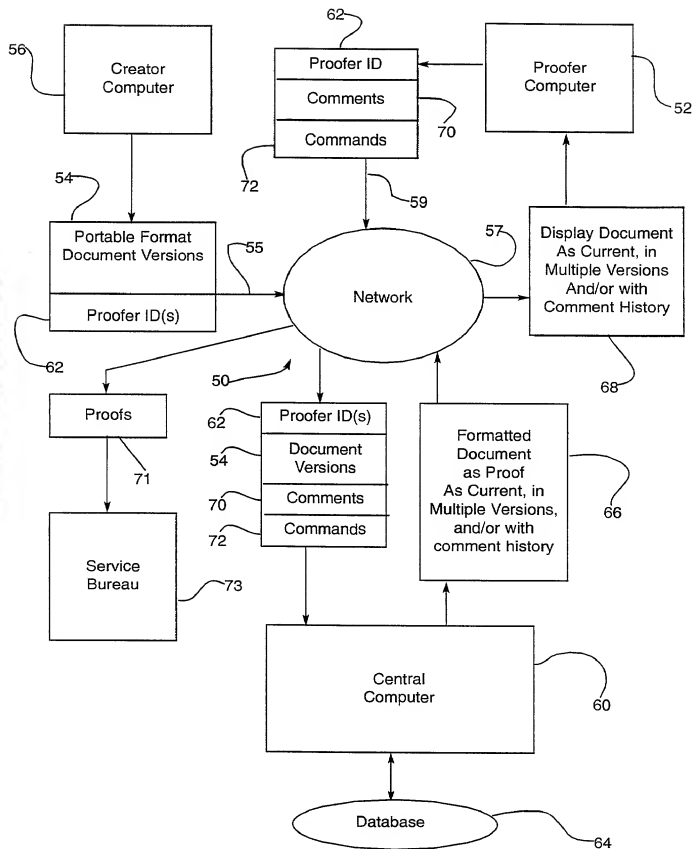 62
56
Creator
Computer
Proofer ID
Comments
Commands
70
72
Proofer
Computer
52
59
54
Portable Format
Document Versions
Proofer ID(s)
62
55
57
Network
Display Document
As Current, in
Multiple Versions
And/or with
Comment History
68
50
Proofs
71
62
Proofer ID(s)
54
Document
Versions
70
Comments
72
Commands
Formatted
Document
as Proof
As Current, in
Multiple Versions,
and/or with
comment history
66
Service
Bureau
73
Central
Computer
60
Database
64